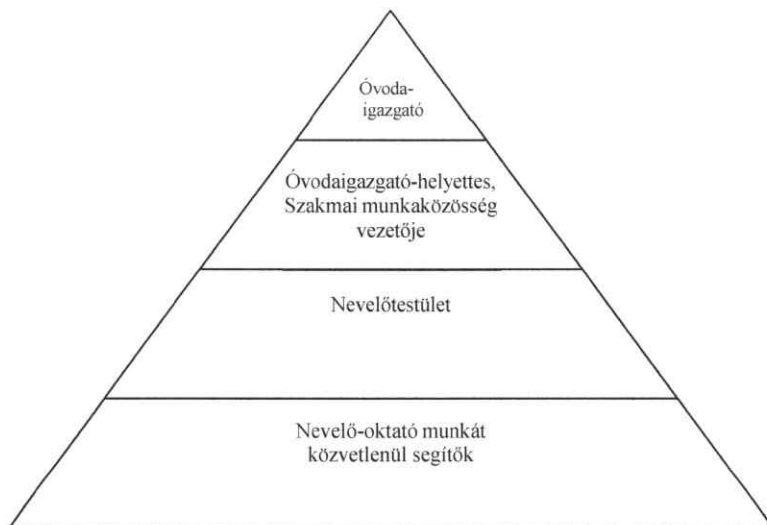 Óvoda-
igazgató
Óvodaigazgató-helyettes,
Szakmai munkaközösség
vezetője
Nevelőtestület
Nevelő-oktató munkát
közvetlenül segítők